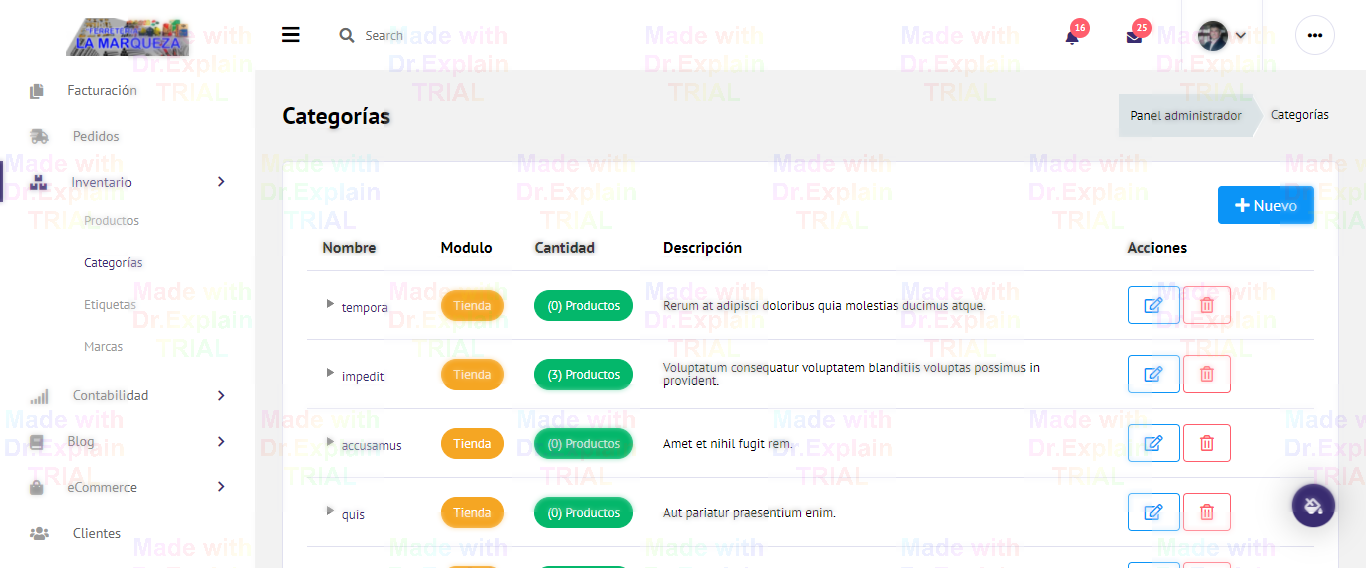 FERRETERIA
LA MARQUEZA
Search
16
25
Facturación
Pedidos
Inventario
Productos
Categorías
Etiquetas
Marcas
Contabilidad
Blog
eCommerce
Clientes
Categorías
Panel administrador
Categorías
Nuevo
Nombre Modulo Cantidad Descripción Acciones
tempora Tienda (0) Productos Rerum at adipisci doloribus quia molestias ducimus atque.
impedit Tienda (3) Productos Voluptatum consequatur voluptatem blanditiis voluptas possimus in
provident.
accusamus Tienda (0) Productos Amet et nihil fugit rem.
quis Tienda (0) Productos Aut pariatur praesentium enim.
Made with
Dr.Explain
TRIAL